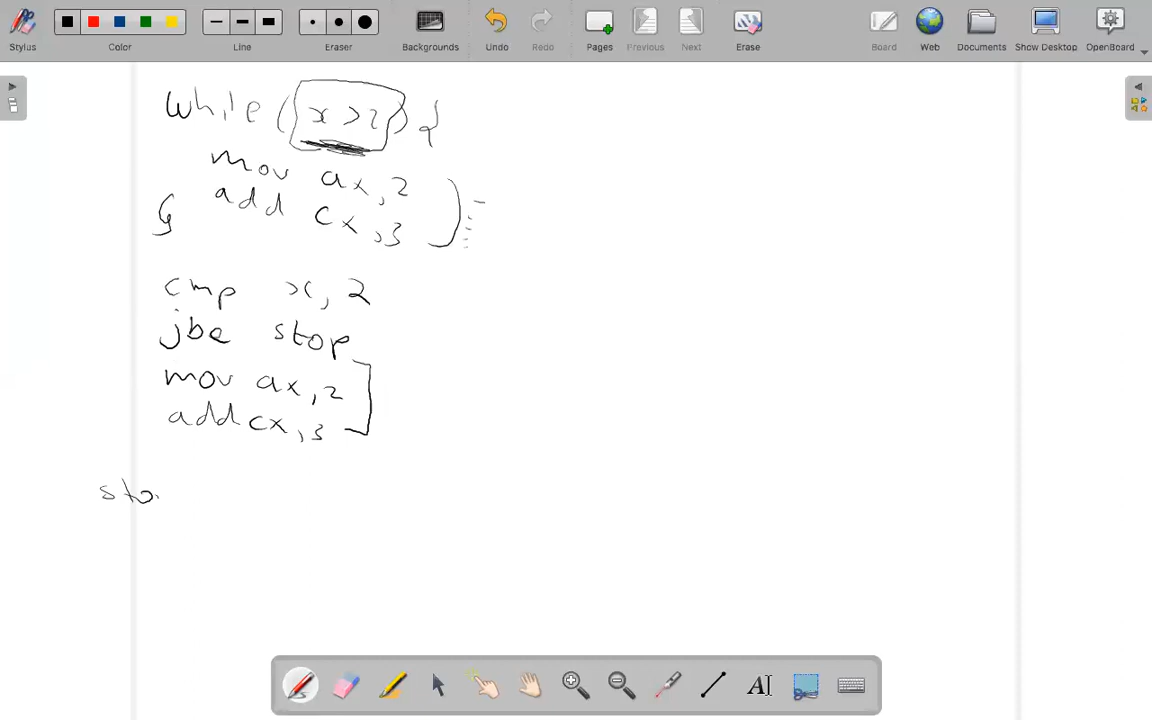 Stylus Color Line Eraser Backgrounds Undo Redo Pages Previous Next Erase Board Web Documents Show Desktop OpenBoard
while (x>2) {
mov ax,2
add cx,3
}
cmp x, 2
jbe stop
mov ax,2
add cx,3
sto